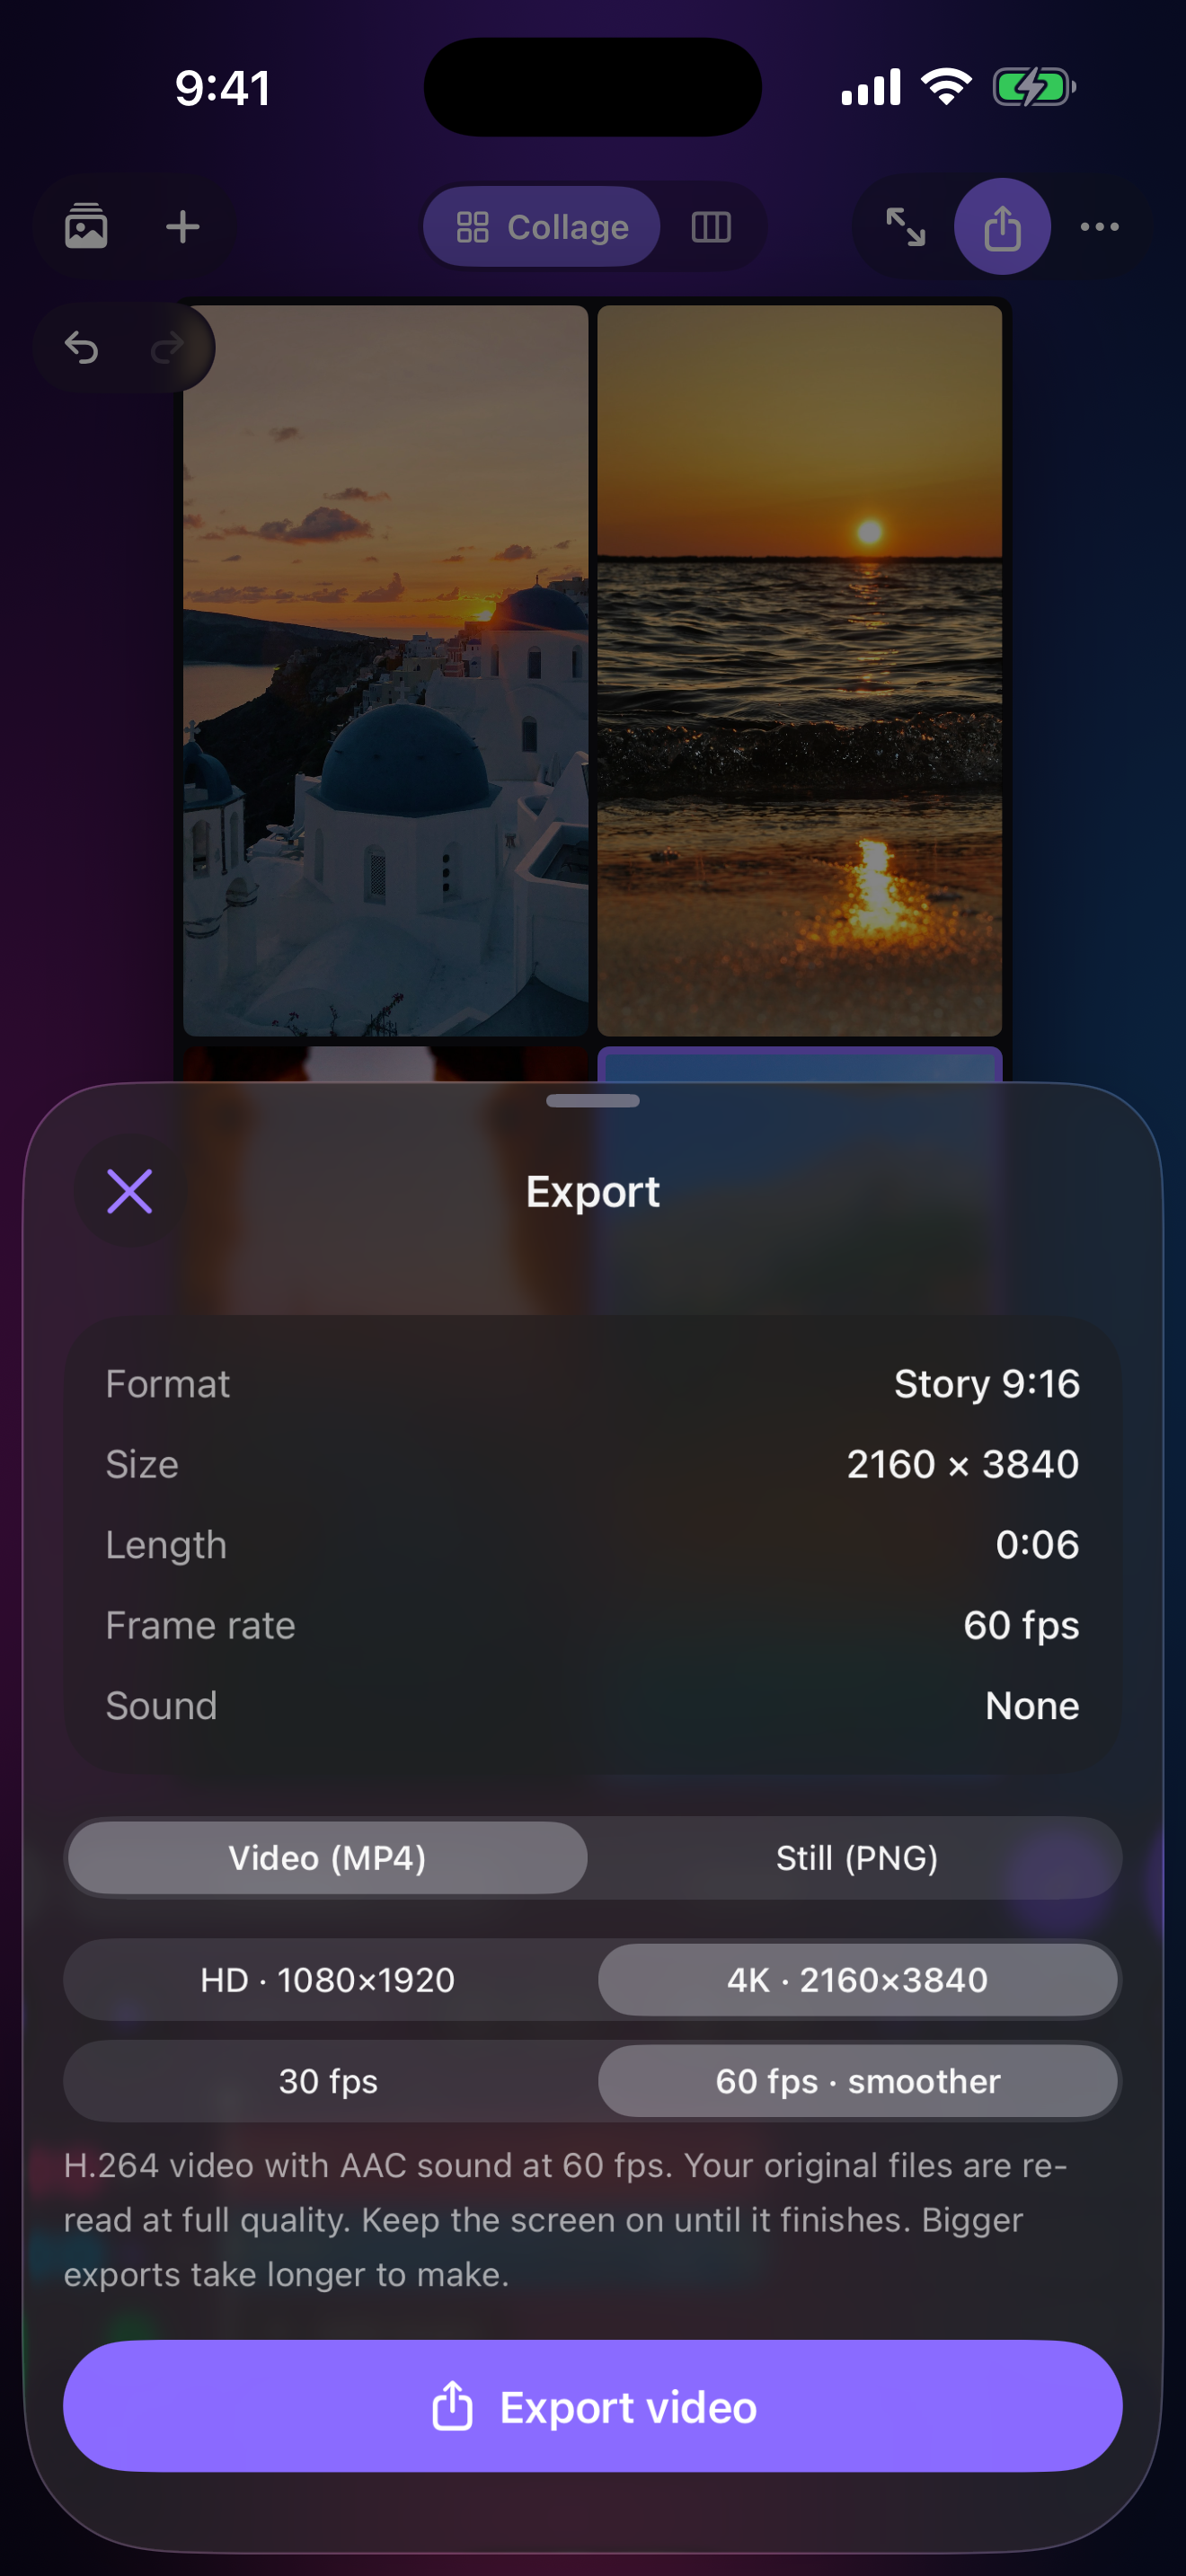 9:41
Collage
Export
Format Story 9:16
Size 2160 × 3840
Length 0:06
Frame rate 60 fps
Sound None
Video (MP4) Still (PNG)
HD · 1080×1920 4K · 2160×3840
30 fps 60 fps · smoother
H.264 video with AAC sound at 60 fps. Your original files are re-
read at full quality. Keep the screen on until it finishes. Bigger
exports take longer to make.
Export video